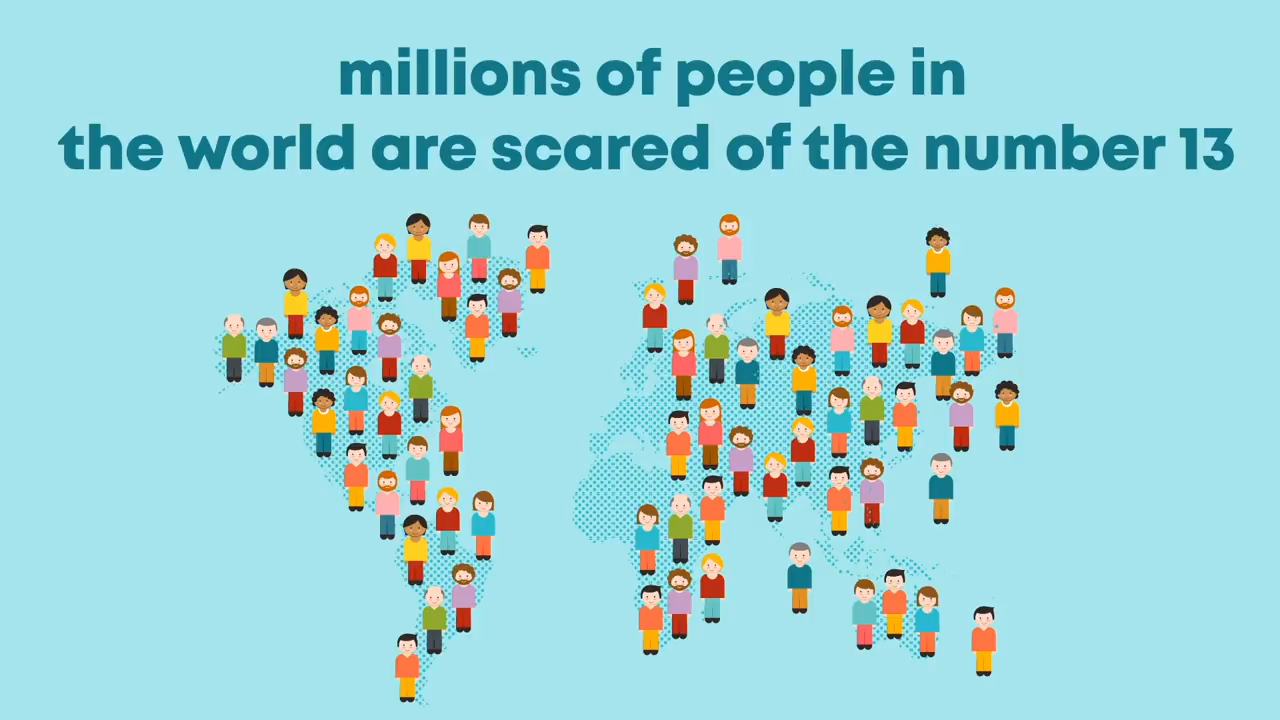 millions of people in
the world are scared of the number 13